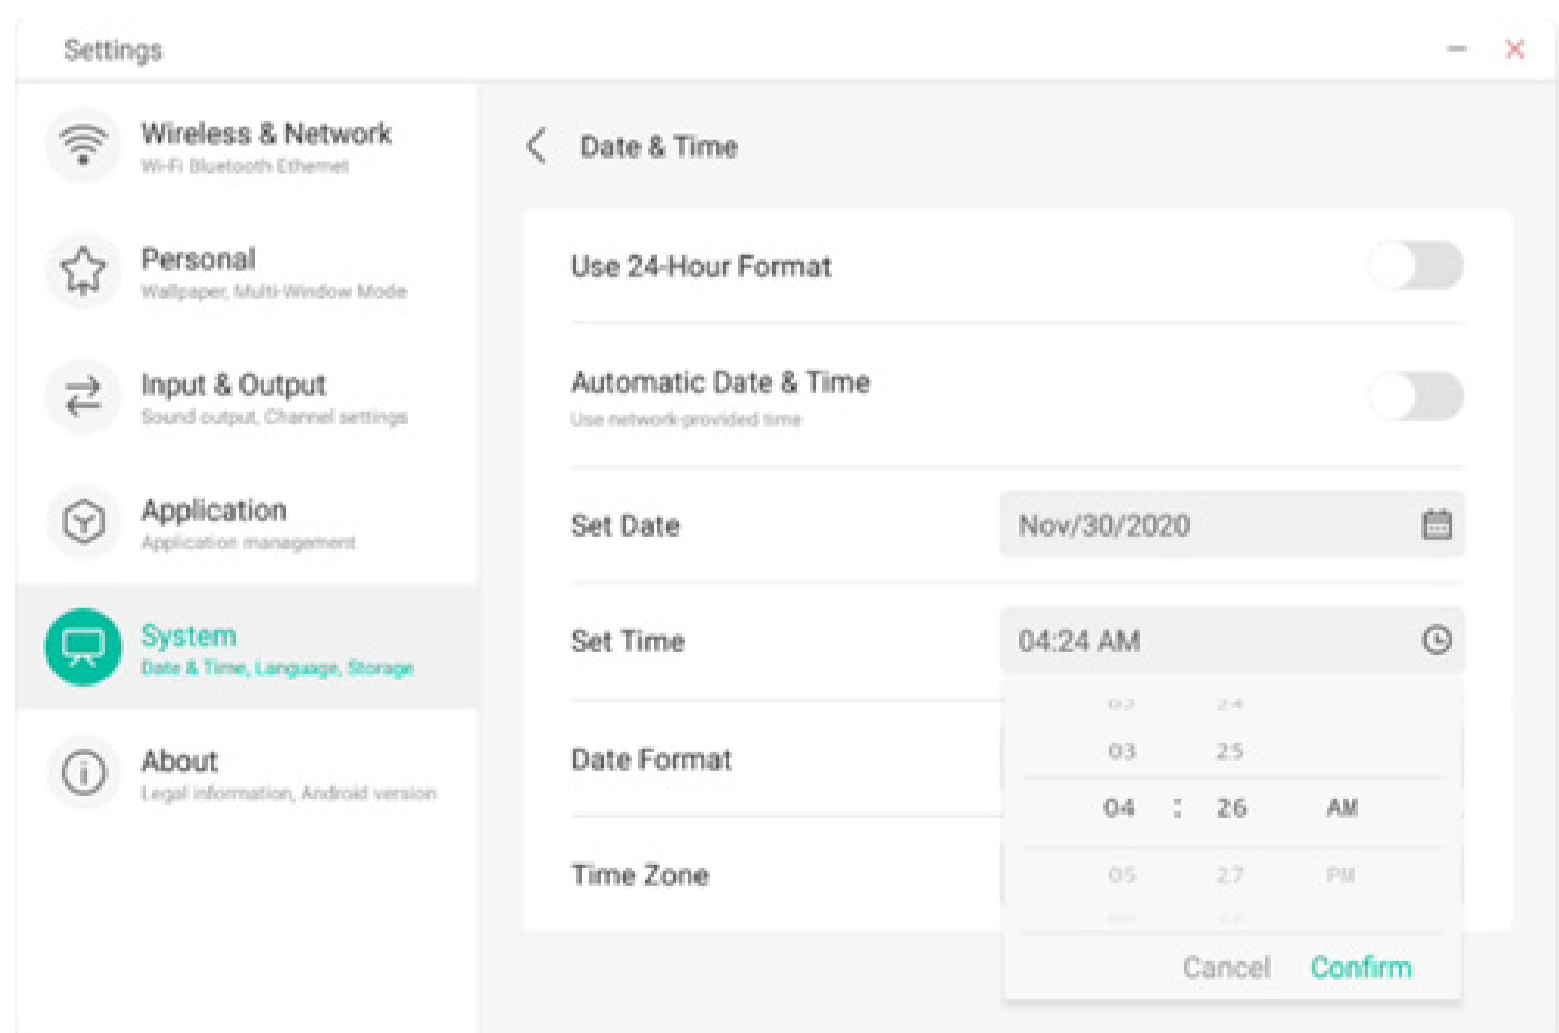 Settings
Wireless & Network
Wi-Fi Bluetooth Ethernet
Personal
Wallpaper, Multi-Window Mode
Input & Output
Sound output, Channel settings
Application
Application management
System
Date & Time, Language, Storage
About
Legal information, Android version
Date & Time
Use 24-Hour Format
Automatic Date & Time
Use network-provided time
Set Date
Nov/30/2020
Set Time
04:24 AM
02 24
03 25
04 : 26 AM
05 27 PM
Date Format
Time Zone
Cancel Confirm